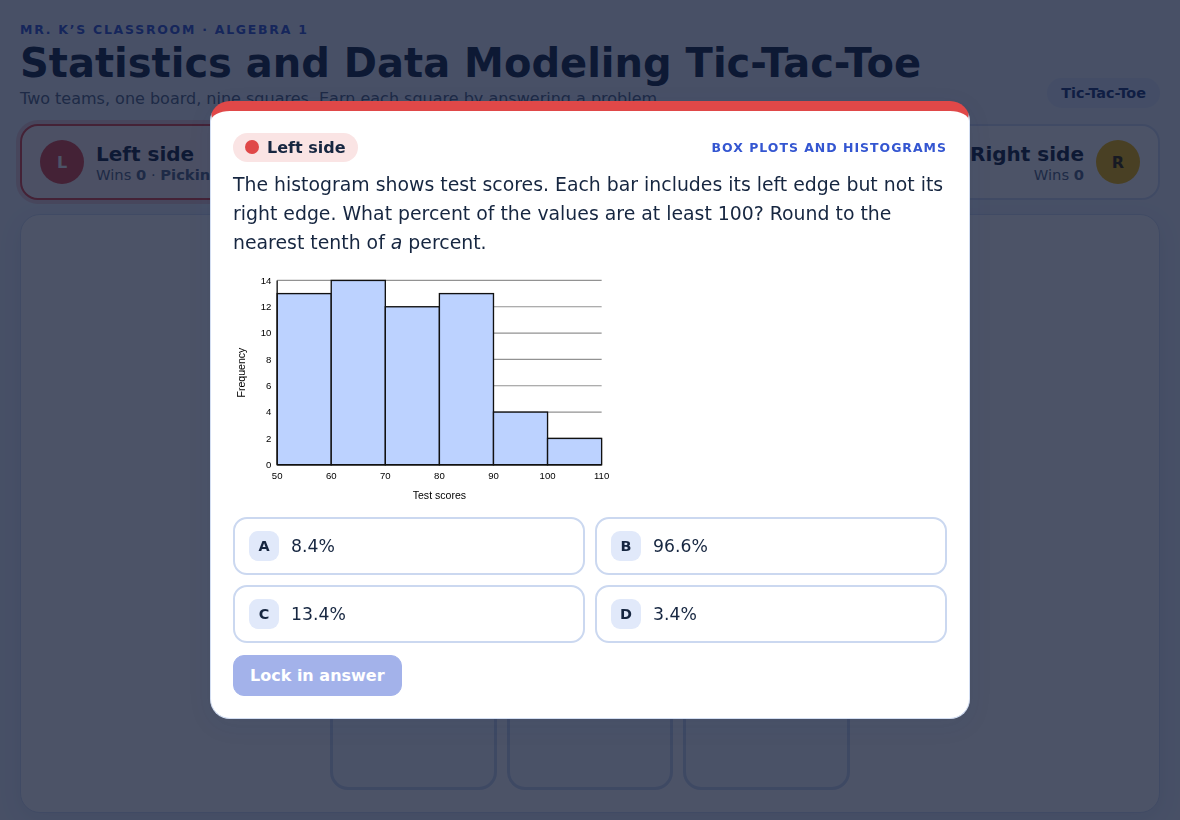 MR. K'S CLASSROOM · ALGEBRA 1
Statistics and Data Modeling Tic-Tac-Toe
Two teams, one board, nine squares. Earn each square by answering a problem.
Tic-Tac-Toe
L
Left side
Wins 0 · Pickin
Right side
Wins 0
R
Left side
BOX PLOTS AND HISTOGRAMS
The histogram shows test scores. Each bar includes its left edge but not its
right edge. What percent of the values are at least 100? Round to the
nearest tenth of a percent.
14
12
10
8
6
4
2
0
Frequency
50 60 70 80 90 100 110
Test scores
A 8.4%
B 96.6%
C 13.4%
D 3.4%
Lock in answer